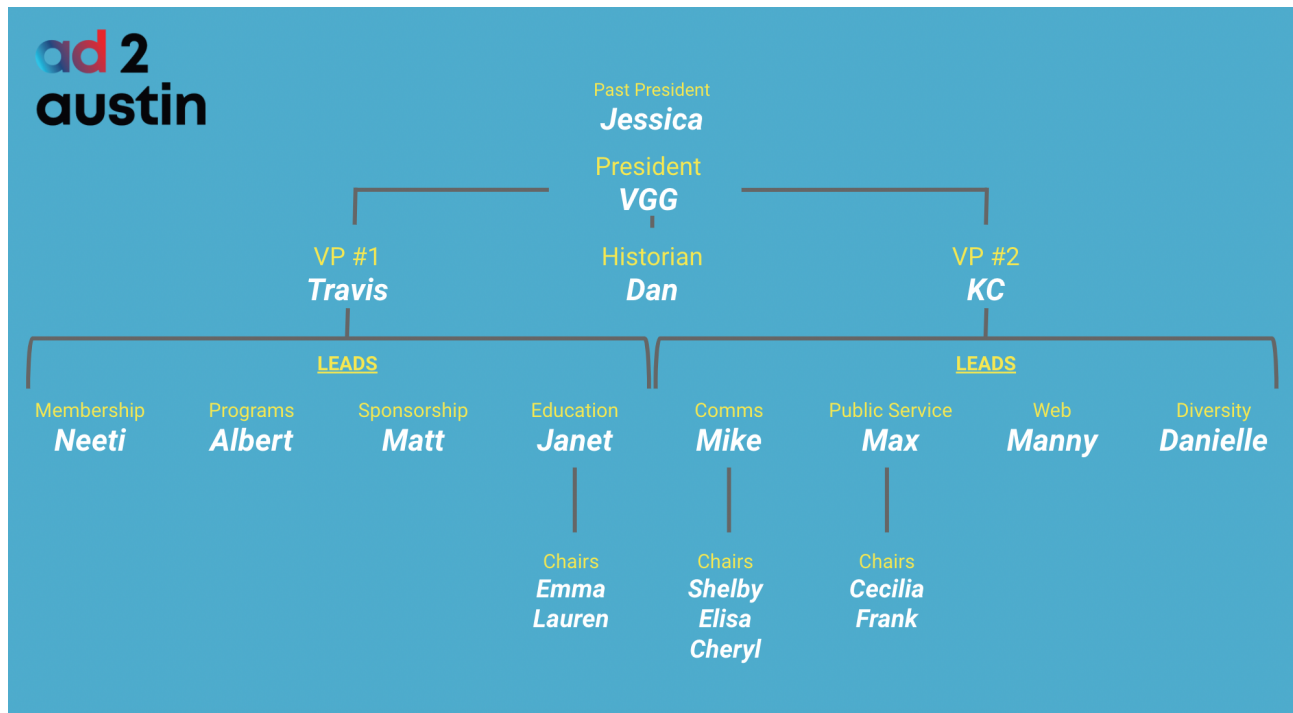 ad 2
austin
Past President
Jessica
President
VGG
VP #1
Travis
Historian
Dan
VP #2
KC
LEADS
LEADS
Membership
Neeti
Programs
Albert
Sponsorship
Matt
Education
Janet
Comms
Mike
Public Service
Max
Web
Manny
Diversity
Danielle
Chairs
Emma
Lauren
Chairs
Shelby
Elisa
Cheryl
Chairs
Cecilia
Frank